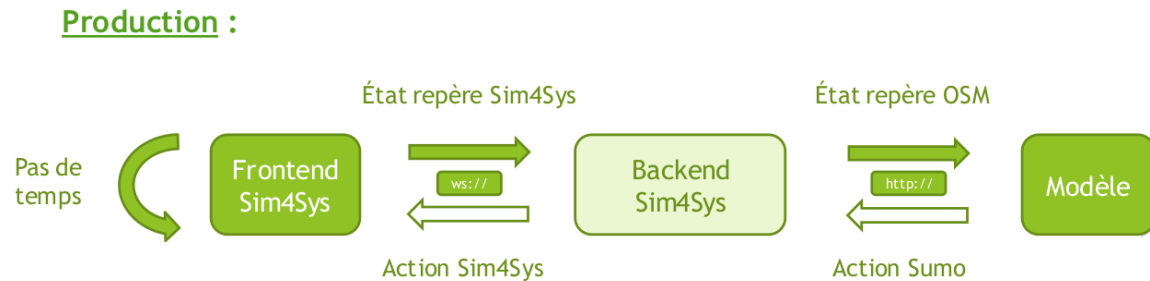 Production :
État repère Sim4Sys
État repère OSM
Pas de
temps
Frontend
Sim4Sys
ws://
Backend
Sim4Sys
http://
Modèle
Action Sim4Sys
Action Sumo